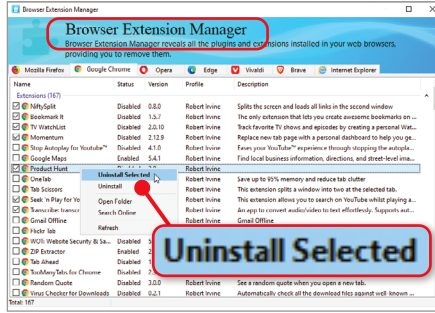 Browser Extension Manager
Browser Extension Manager
Browser Extension Manager reveals all the plugins and extensions installed in your web browsers,
providing you to remove them.
Mozilla Firefox Google Chrome Opera Edge Vivaldi Brave Internet Explorer
Name Status Version Profile Description
Extensions (167)
NiftySplit Disabled 0.8.0 Robert Irvine Splits the screen and loads all links in the second window
Bookmark It Disabled 1.5.7 Robert Irvine The only extension that lets you create awesome bookmarks on ...
TV WatchList Disabled 2.0.10 Robert Irvine Track favorite TV shows and episodes by creating a personal Wat...
Momentum Disabled 2.12.9 Robert Irvine Replace new tab page with a personal dashboard to help you ge...
Stop Autoplay for Youtube™ Disabled 4.1.0 Robert Irvine Eases your YouTube™ experience through stopping the autopla...
Google Maps Enabled 5.4.1 Robert Irvine Find local business information, directions, and street-level ima...
Product Hunt Robert Irvine
OneTab Robert Irvine Save up to 95% memory and reduce tab clutter
Tab Scissors Robert Irvine This extension splits a window into two at the selected tab.
Seek 'n Play for Yo Robert Irvine This extension allows you to search on YouTube whilst playing a...
Transcribe: transc Robert Irvine An app to convert audio/video to text effortlessly. Supports aut...
Gmail Offline Robert Irvine Gmail Offline
Flickr Tab
WOT: Website Security & Sa... Disabled
ZIP Extractor Enabled
Tab Ahead Disabled
TooManyTabs for Chrome Disabled
Random Quote Disabled 3.0.0 Robert Irvine See a random quote when you open a new tab.
Virus Checker for Downloads Disabled 0.2.1 Robert Irvine Automatically check all the download files against well-known ...
Total: 167
Uninstall Selected
Uninstall
Open Folder
Search Online
Refresh
Uninstall Selected